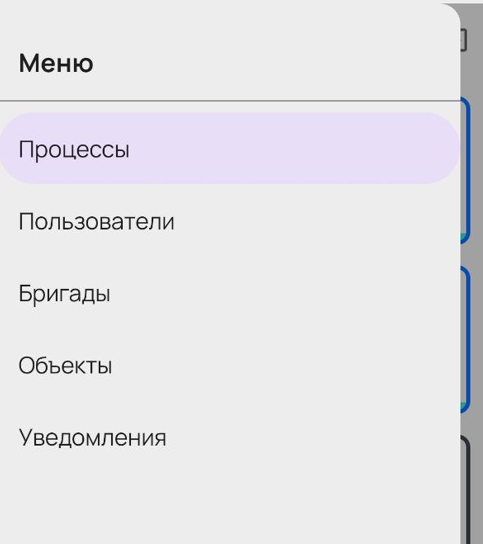 Меню
Процессы
Пользователи
Бригады
Объекты
Уведомления